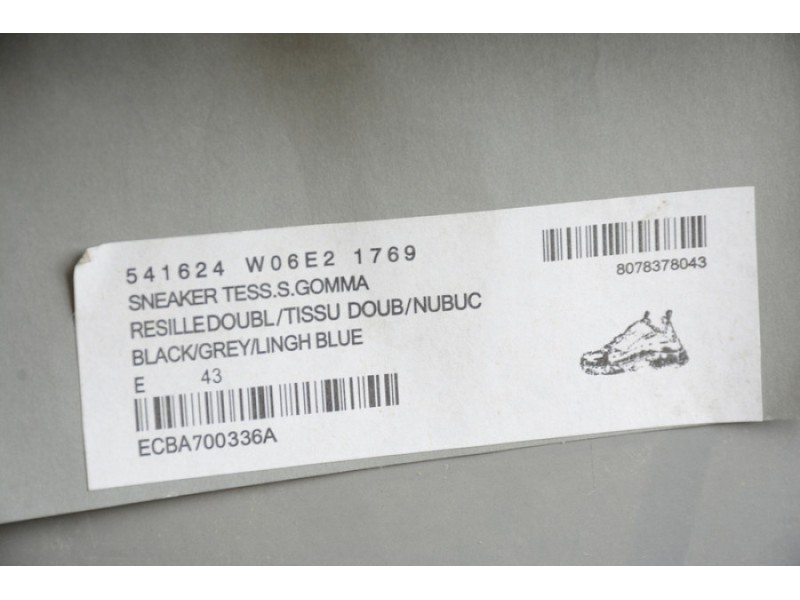 541624 W06E2 1769
SNEAKER TESS.S.GOMMA
RESILLEDOUBL/TISSU DOUB/NUBUC
BLACK/GREY/LINGH BLUE
E 43
ECBA700336A
8078378043